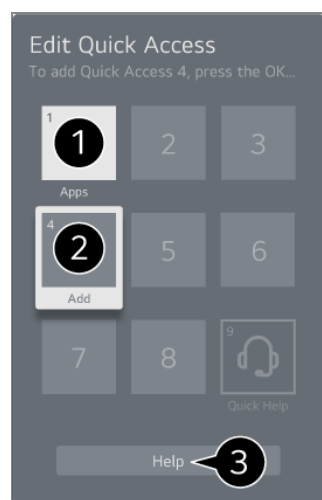 Edit Quick Access
To add Quick Access 4, press the OK...
1
1 2 3
Apps
4
2 5 6
Add
7 8 9
Quick Help
Help 3